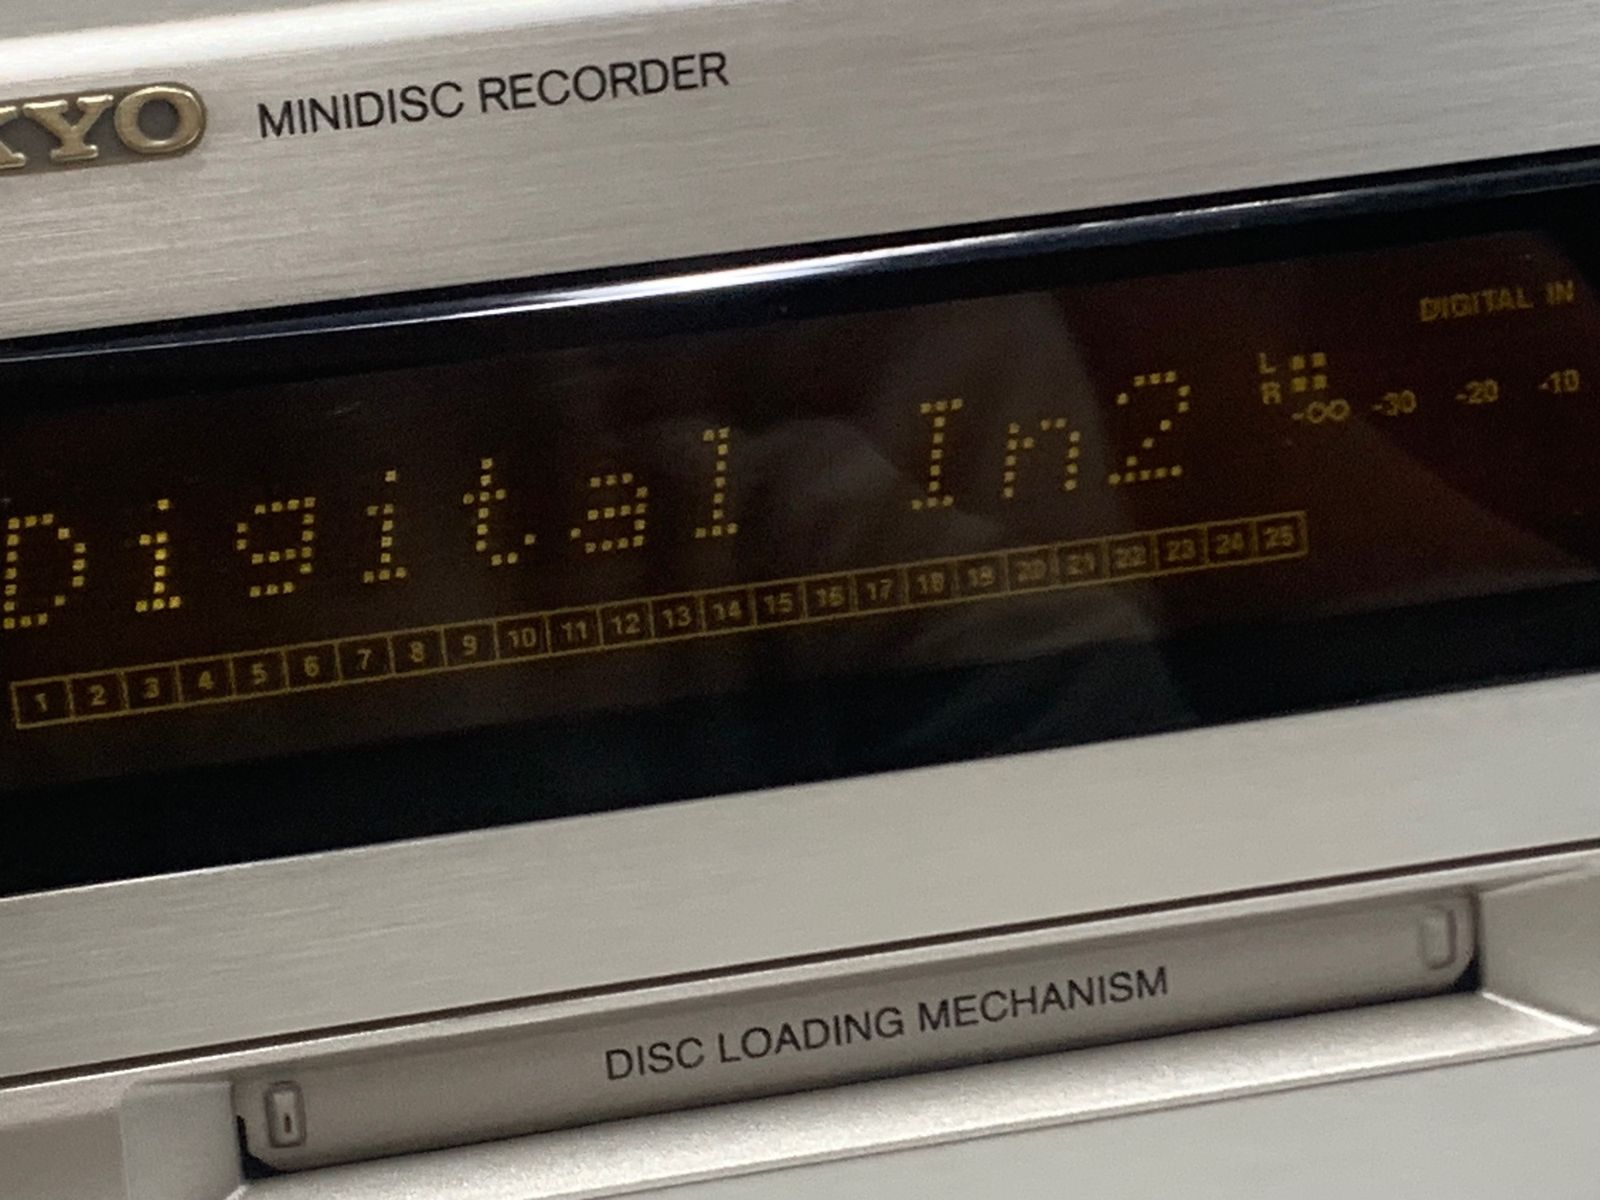 KYO MINIDISC RECORDER
DIGITAL IN
Digital In2
L
R
-∞ -30 -20 -10
1 2 3 4 5 6 7 8 9 10 11 12 13 14 15 16 17 18 19 20 21 22 23 24 25
DISC LOADING MECHANISM